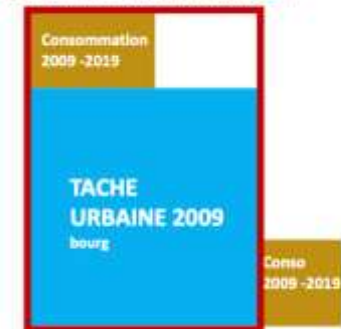 Consommation
2009 -2019
TACHE
URBAINE 2009
bourg
Conso
2009 -2019